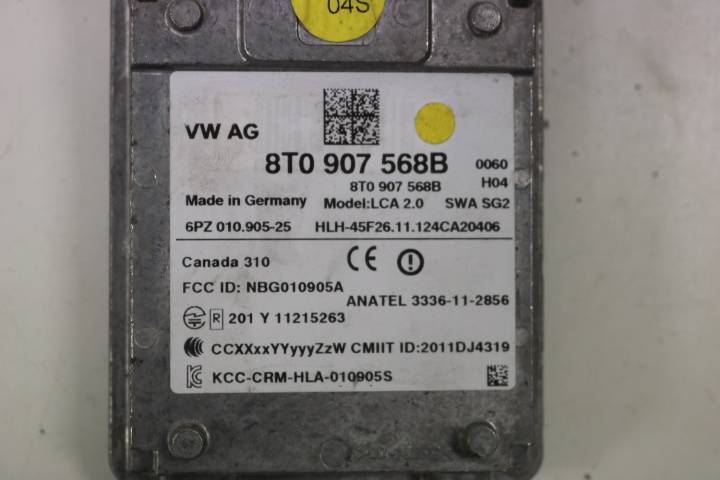 04S
VW AG
8T0 907 568B 0060
8T0 907 568B H04
Made in Germany Model:LCA 2.0 SWA SG2
6PZ 010.905-25 HLH-45F26.11.124CA20406
Canada 310 CE
FCC ID: NBG010905A
ANATEL 3336-11-2856
R 201 Y 11215263
CCXXxxYYyyyZzW CMIIT ID:2011DJ4319
KCC-CRM-HLA-010905S